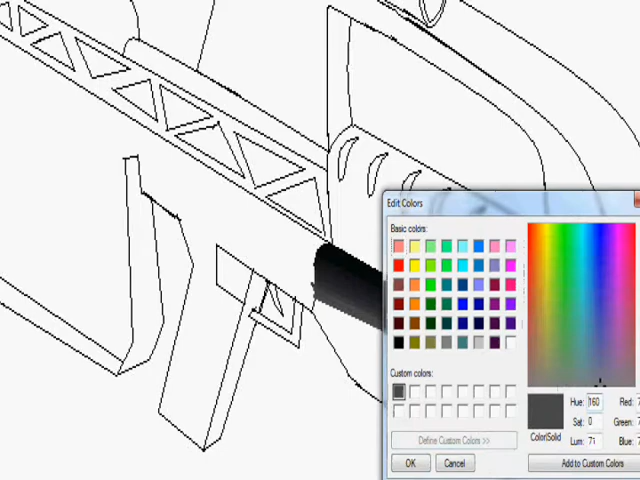 Edit Colors
Basic colors:
Custom colors:
Define Custom Colors >>
OK Cancel
Color|Solid
Hue: 160 Red:
Sat: 0 Green:
Lum: Blue:
Add to Custom Colors